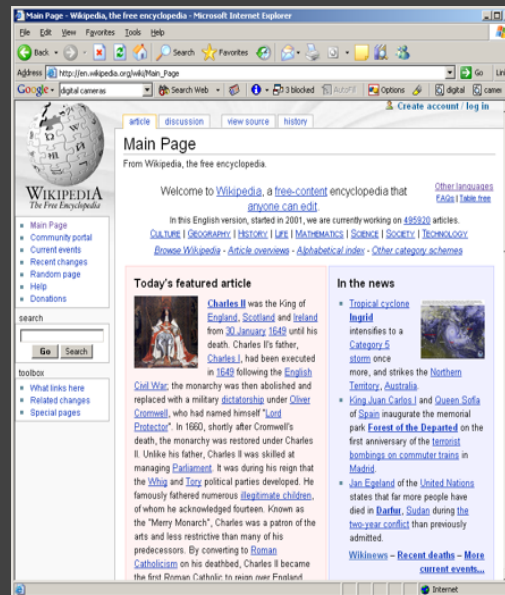 Main Page - Wikipedia, the free encyclopedia - Microsoft Internet Explorer
File Edit View Favorites Tools Help
Back Search Favorites
Address http://en.wikipedia.org/wiki/Main_Page Go
Google digital cameras Search Web 3 blocked AutoFill Options digital
Create account / log in
article discussion view source history
Main Page
From Wikipedia, the free encyclopedia.
WIKIPEDIA
The Free Encyclopedia
Main Page
Community portal
Current events
Recent changes
Random page
Help
Donations
search
Go Search
toolbox
What links here
Related changes
Special pages
Welcome to Wikipedia, a free-content encyclopedia that
anyone can edit.
Other languages
FAQs | Table free
In this English version, started in 2001, we are currently working on 495920 articles.
CULTURE | GEOGRAPHY | HISTORY | LIFE | MATHEMATICS | SCIENCE | SOCIETY | TECHNOLOGY
Browse Wikipedia - Article overviews - Alphabetical index - Other category schemes
Today's featured article
Charles II was the King of
England, Scotland and Ireland
from 30 January 1649 until his
death. Charles II's father,
Charles I, had been executed
in 1649 following the English
Civil War; the monarchy was then abolished and
replaced with a military dictatorship under Oliver
Cromwell, who had named himself "Lord
Protector". In 1660, shortly after Cromwell's
death, the monarchy was restored under Charles
II. Unlike his father, Charles II was skilled at
managing Parliament. It was during his reign that
the Whig and Tory political parties developed. He
famously fathered numerous illegitimate children,
of whom he acknowledged fourteen. Known as
the "Merry Monarch", Charles was a patron of the
arts and less restrictive than many of his
predecessors. By converting to Roman
Catholicism on his deathbed, Charles II became
the first Roman Catholic to reign over England
In the news
Tropical cyclone
Ingrid
intensifies to a
Category 5
storm once
more, and strikes the Northern
Territory, Australia.
King Juan Carlos I and Queen Sofia
of Spain inaugurate the memorial
park Forest of the Departed on the
first anniversary of the terrorist
bombings on commuter trains in
Madrid.
Jan Egeland of the United Nations
states that far more people have
died in Darfur, Sudan during the
two-year conflict than previously
admitted.
Wikinews – Recent deaths – More
current events...
Internet